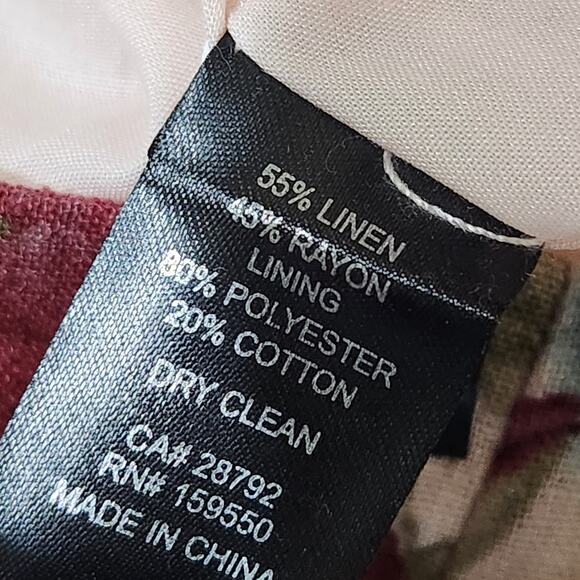 55% LINEN
45% RAYON
LINING
80% POLYESTER
20% COTTON
DRY CLEAN
CA# 28792
RN# 159550
MADE IN CHINA